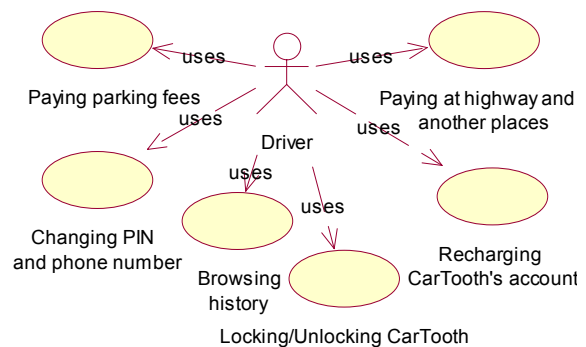 uses
uses
Paying parking fees
Paying at highway and
another places
uses
uses
Driver
uses
uses
Changing PIN
and phone number
Browsing
history
Recharging
CarTooth's account
Locking/Unlocking CarTooth